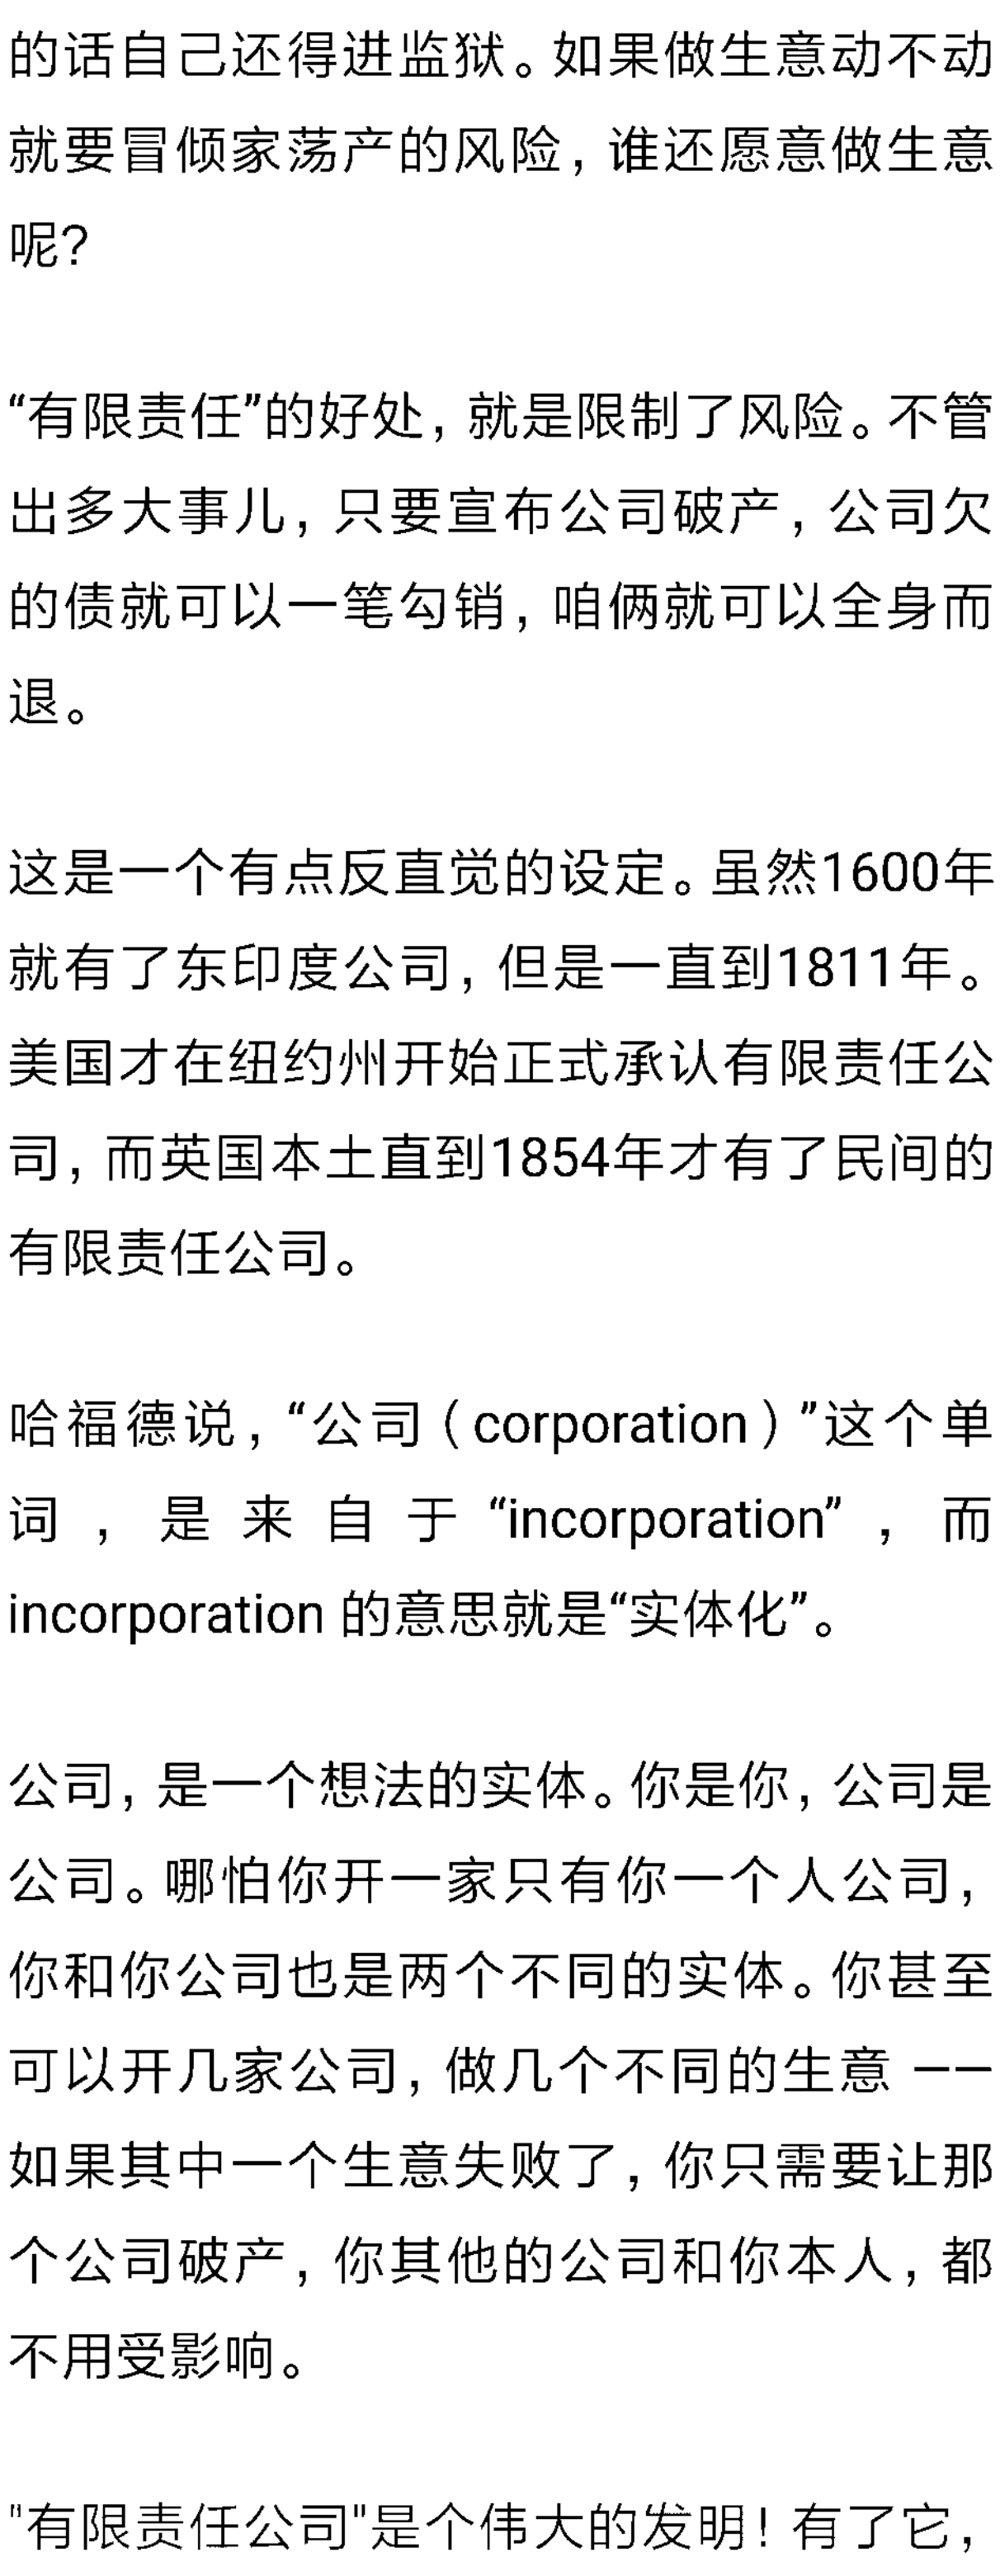 的话自己还得进监狱。如果做生意动不动
就要冒倾家荡产的风险，谁还愿意做生意
呢？
“有限责任”的好处，就是限制了风险。不管
出多大事儿，只要宣布公司破产，公司欠
的债就可以一笔勾销，咱俩就可以全身而
退。
这是一个有点反直觉的设定。虽然1600年
就有了东印度公司，但是一直到1811年。
美国才在纽约州开始正式承认有限责任公
司，而英国本土直到1854年才有了民间的
有限责任公司。
哈福德说，“公司（corporation）”这个单
词，是来自于“incorporation”，而
incorporation 的意思就是“实体化”。
公司，是一个想法的实体。你是你，公司是
公司。哪怕你开一家只有你一个人公司，
你和你公司也是两个不同的实体。你甚至
可以开几家公司，做几个不同的生意 ——
如果其中一个生意失败了，你只需要让那
个公司破产，你其他的公司和你本人，都
不用受影响。
"有限责任公司"是个伟大的发明！有了它，